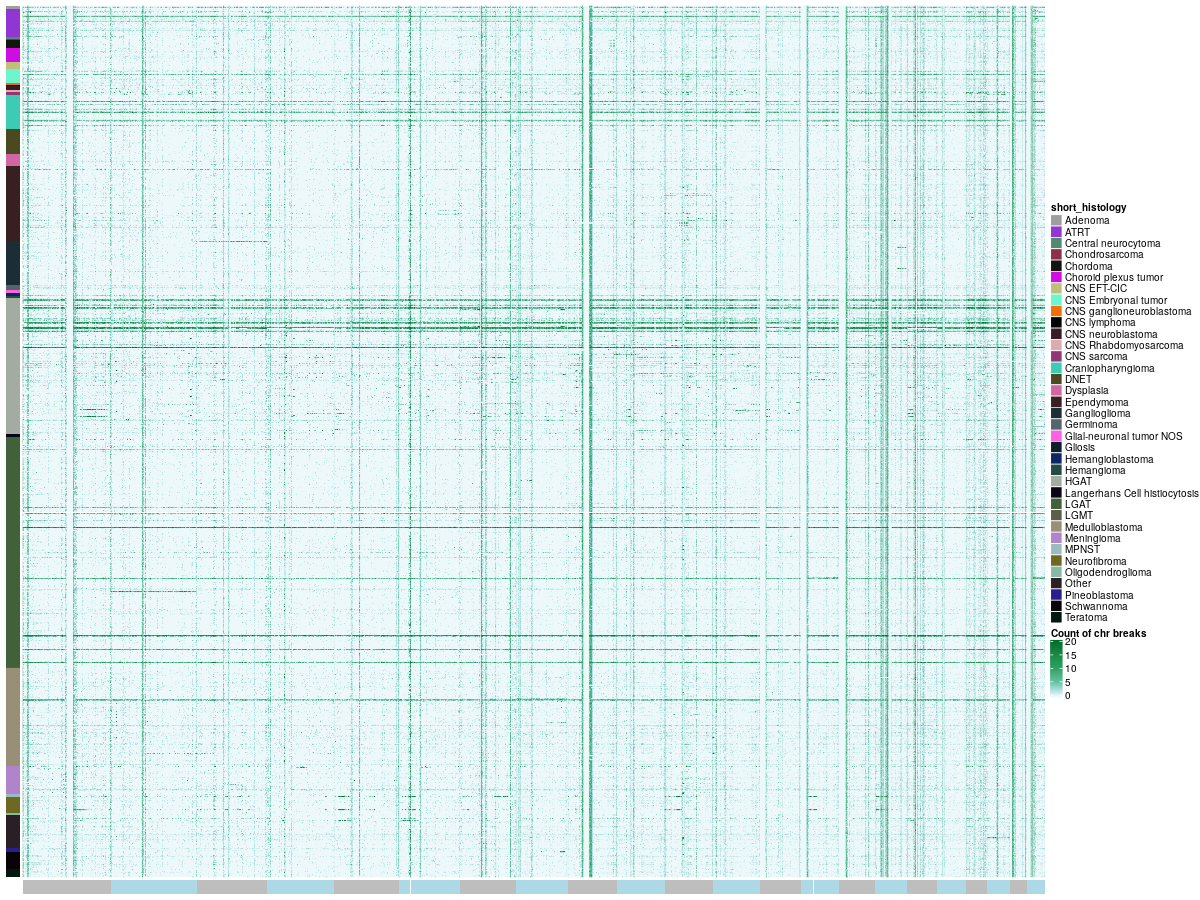 short_histology
Adenoma
ATRT
Central neurocytoma
Chondrosarcoma
Chordoma
Choroid plexus tumor
CNS EFT-CIC
CNS Embryonal tumor
CNS ganglioneuroblastoma
CNS lymphoma
CNS neuroblastoma
CNS Rhabdomyosarcoma
CNS sarcoma
Craniopharyngioma
DNET
Dysplasia
Ependymoma
Ganglioglioma
Germinoma
Glial-neuronal tumor NOS
Gliosis
Hemangioblastoma
Hemangioma
HGAT
Langerhans Cell histiocytosis
LGAT
LGMT
Medulloblastoma
Meningioma
MPNST
Neurofibroma
Oligodendroglioma
Other
Pineoblastoma
Schwannoma
Teratoma
Count of chr breaks
20
15
10
5
0